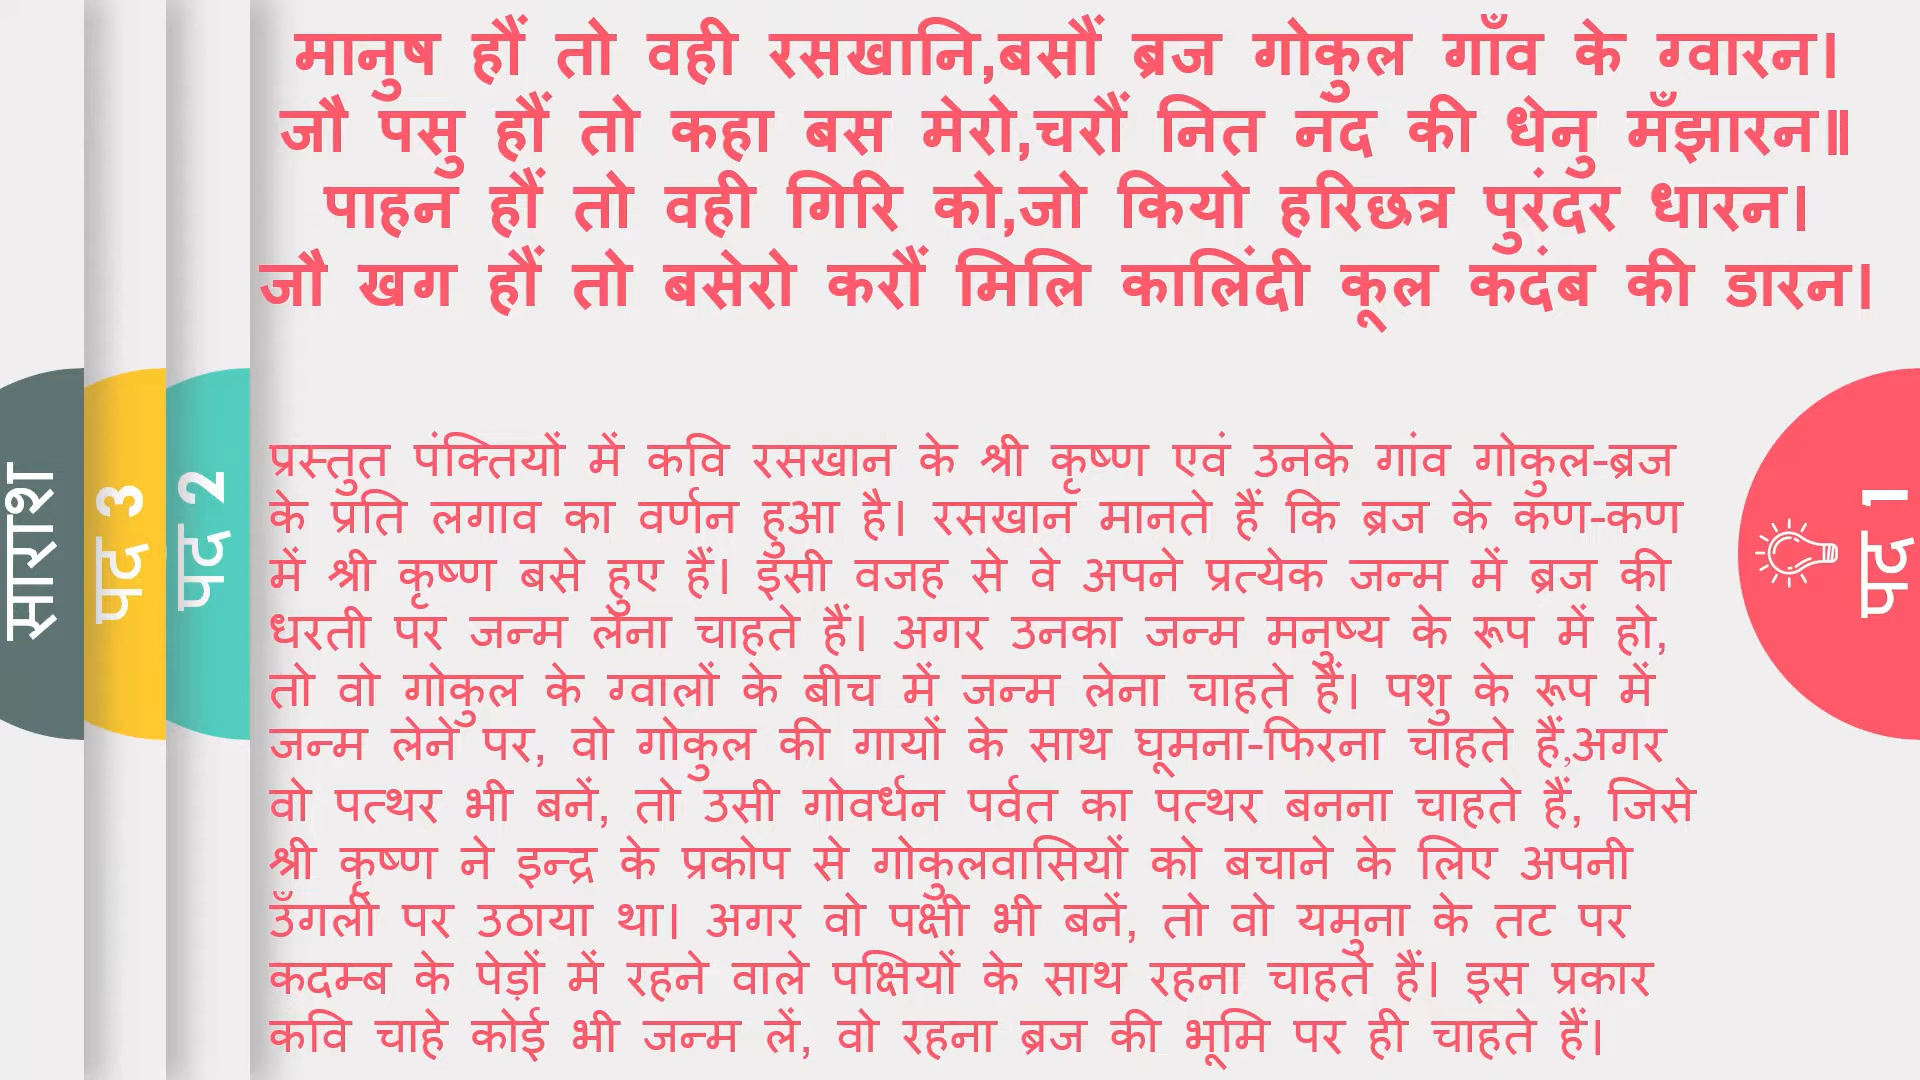 मानुष हौं तो वही रसखानि,बसौं ब्रज गोकुल गाँव के ग्वारन।
जौ पसु हौं तो कहा बस मेरो,चरौं नित नंद की धेनु मँझारन॥
पाहन हौं तो वही गिरि को,जो कियो हरिछत्र पुरंदर धारन।
जौ खग हौं तो बसेरो करौं मिलि कालिंदी कूल कदंब की डारन।
प्रस्तुत पंक्तियों में कवि रसखान के श्री कृष्ण एवं उनके गांव गोकुल-ब्रज
के प्रति लगाव का वर्णन हुआ है। रसखान मानते हैं कि ब्रज के कण-कण
में श्री कृष्ण बसे हुए हैं। इसी वजह से वे अपने प्रत्येक जन्म में ब्रज की
धरती पर जन्म लेना चाहते हैं। अगर उनका जन्म मनुष्य के रूप में हो,
तो वो गोकुल के ग्वालों के बीच में जन्म लेना चाहते हैं। पशु के रूप में
जन्म लेने पर, वो गोकुल की गायों के साथ घूमना-फिरना चाहते हैं,अगर
वो पत्थर भी बनें, तो उसी गोवर्धन पर्वत का पत्थर बनना चाहते हैं, जिसे
श्री कृष्ण ने इन्द्र के प्रकोप से गोकुलवासियों को बचाने के लिए अपनी
उँगली पर उठाया था। अगर वो पक्षी भी बनें, तो वो यमुना के तट पर
कदम्ब के पेड़ों में रहने वाले पक्षियों के साथ रहना चाहते हैं। इस प्रकार
कवि चाहे कोई भी जन्म लें, वो रहना ब्रज की भूमि पर ही चाहते हैं।
साराश
पद 3
पद 2
पद 1